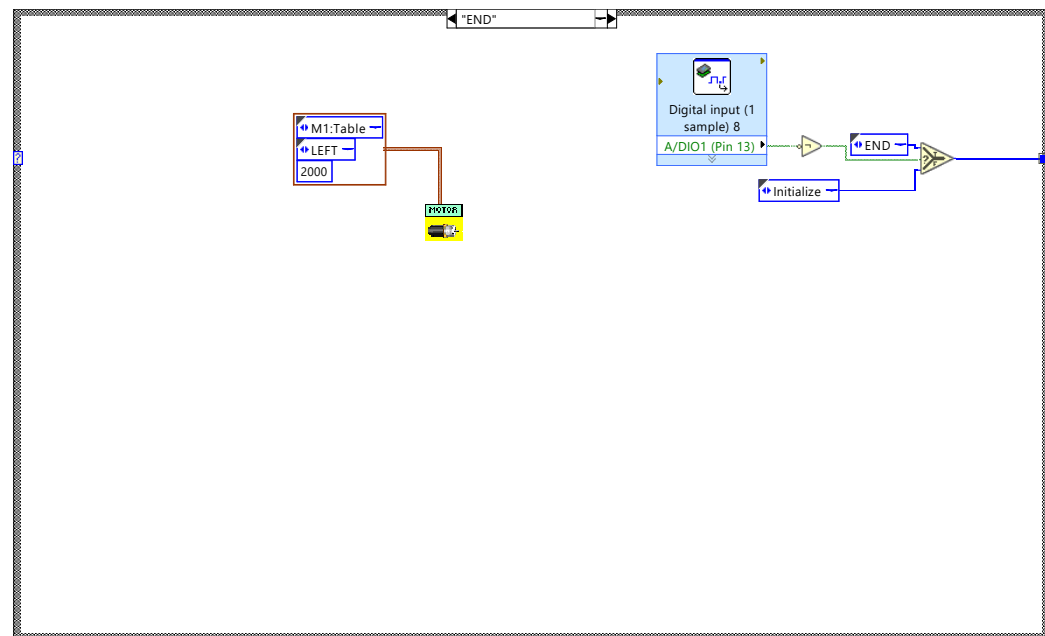 "END"
M1:Table
LEFT
2000
MOTOR
Digital input (1
sample) 8
A/DIO1 (Pin 13)
END
Initialize
?
?
T
F